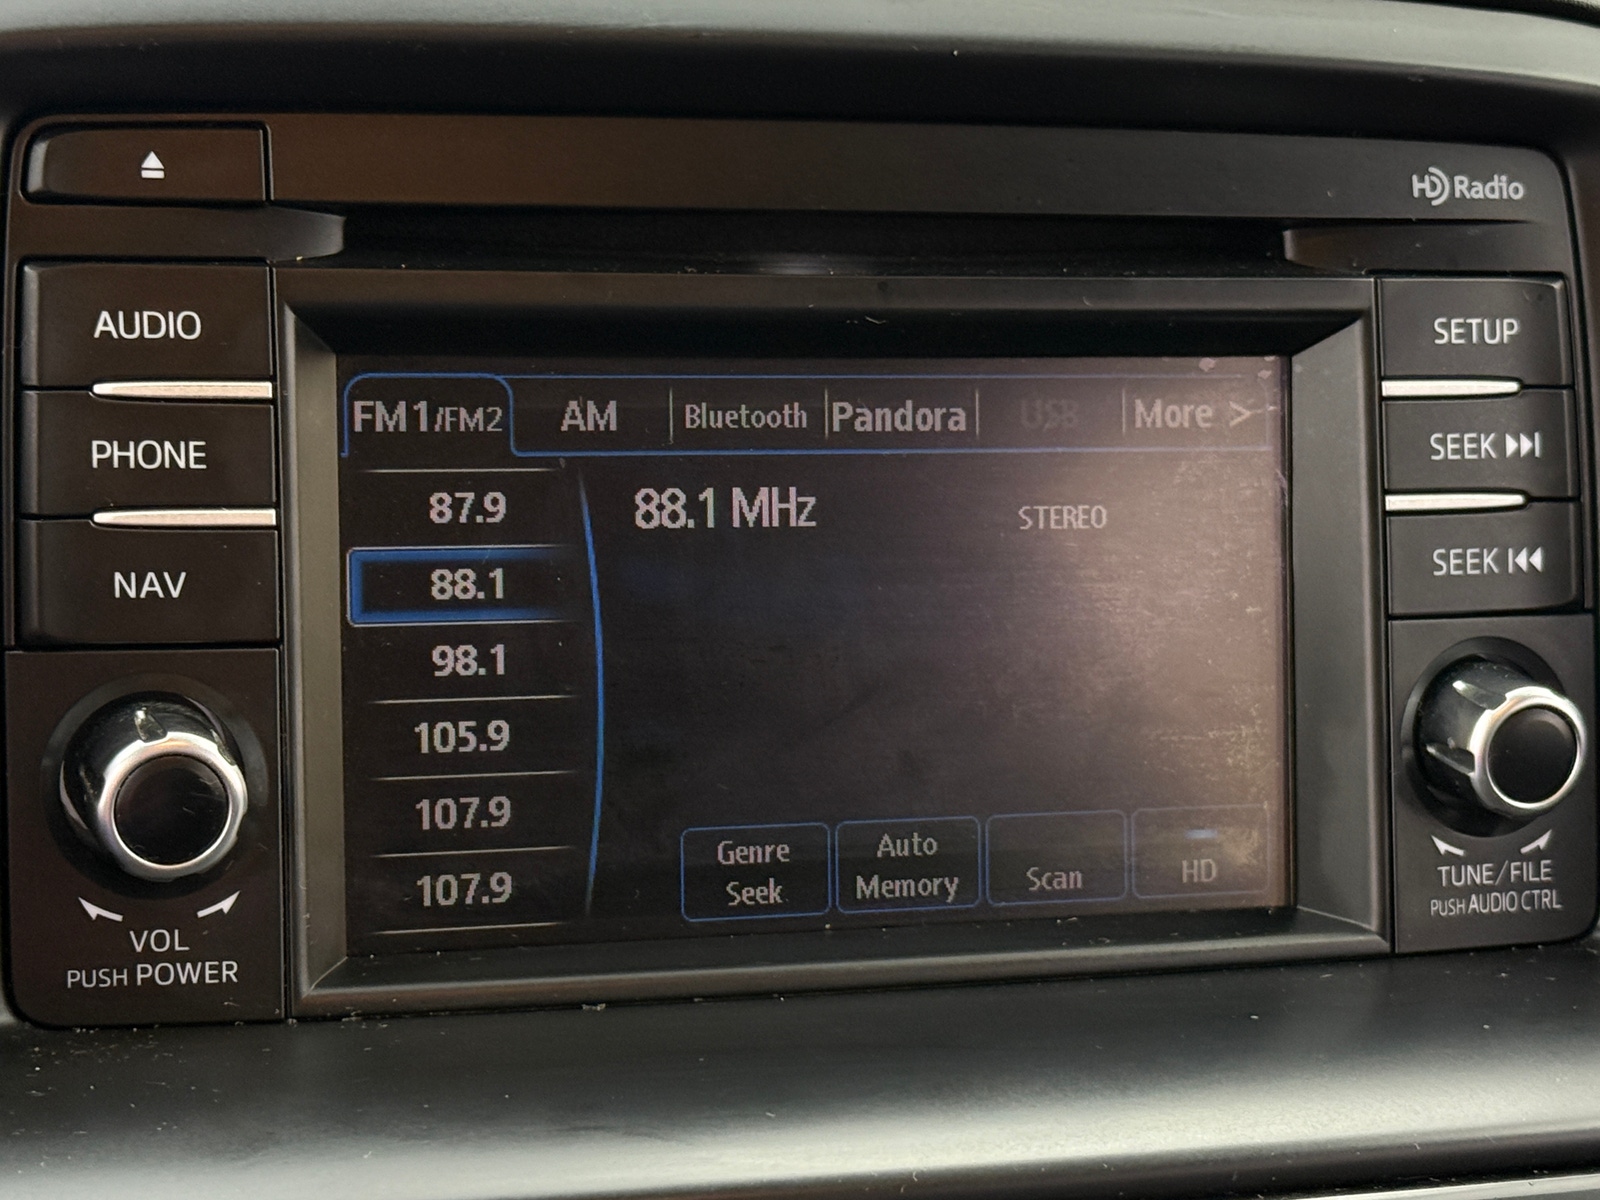 HD Radio
AUDIO
PHONE
NAV
VOL
PUSH POWER
FM1/FM2 AM Bluetooth Pandora USB More >
87.9
88.1
98.1
105.9
107.9
107.9
88.1 MHz STEREO
Genre Seek
Auto Memory
Scan
HD
SETUP
SEEK
SEEK
TUNE/FILE
PUSH AUDIO CTRL